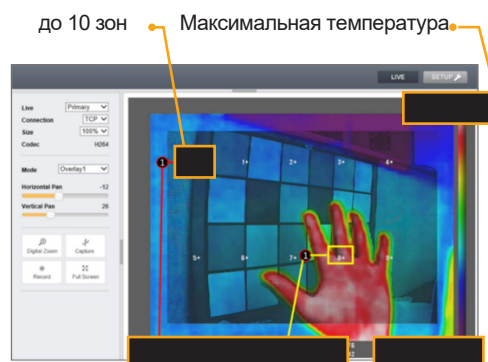 до 10 зон
Максимальная температура
LIVE
SETUP
Live Primary
Connection TCP
Size 100%
Codec H264
Mode Overlay1
Horizontal Pan -12
Vertical Pan 26
Digital Zoom
Capture
Record
Full Screen
1 1+ 2+ 3+ 4+
5+ 6+ 7+ 1 8+ 9+